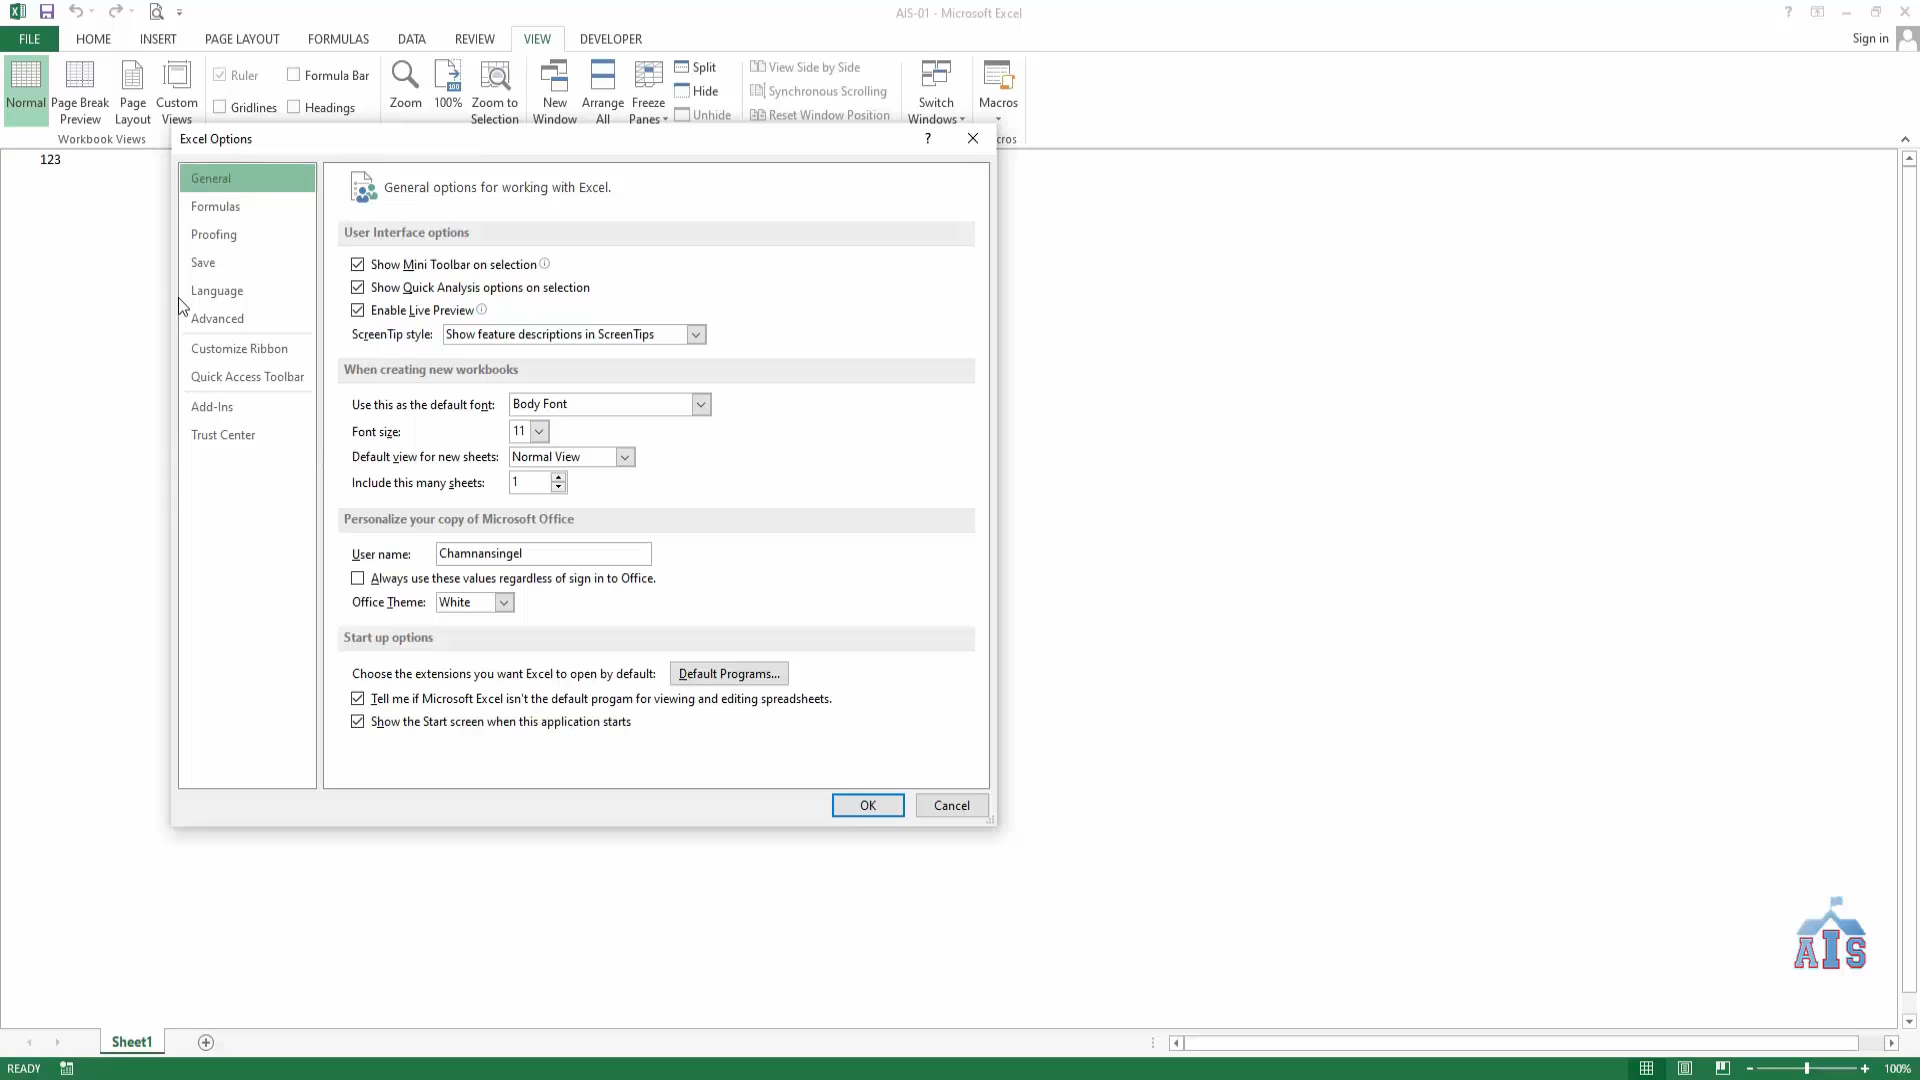 AIS-01 - Microsoft Excel
?
FILE HOME INSERT PAGE LAYOUT FORMULAS DATA REVIEW VIEW DEVELOPER Sign in
Ruler Formula Bar
Gridlines Headings
Normal
Page Break Preview
Page Layout
Custom Views
Zoom
100%
Zoom to Selection
New Window
Arrange All
Freeze Panes
Split
Hide
Unhide
View Side by Side
Synchronous Scrolling
Reset Window Position
Switch Windows
Macros
Workbook Views
cros
123
Excel Options ?
General
Formulas
Proofing
Save
Language
Advanced
Customize Ribbon
Quick Access Toolbar
Add-Ins
Trust Center
General options for working with Excel.
User Interface options
Show Mini Toolbar on selection
Show Quick Analysis options on selection
Enable Live Preview
ScreenTip style: Show feature descriptions in ScreenTips
When creating new workbooks
Use this as the default font: Body Font
Font size: 11
Default view for new sheets: Normal View
Include this many sheets: 1
Personalize your copy of Microsoft Office
User name: Chamnansingel
Always use these values regardless of sign in to Office.
Office Theme: White
Start up options
Choose the extensions you want Excel to open by default: Default Programs...
Tell me if Microsoft Excel isn't the default progam for viewing and editing spreadsheets.
Show the Start screen when this application starts
OK Cancel
AIS
Sheet1
READY 100%